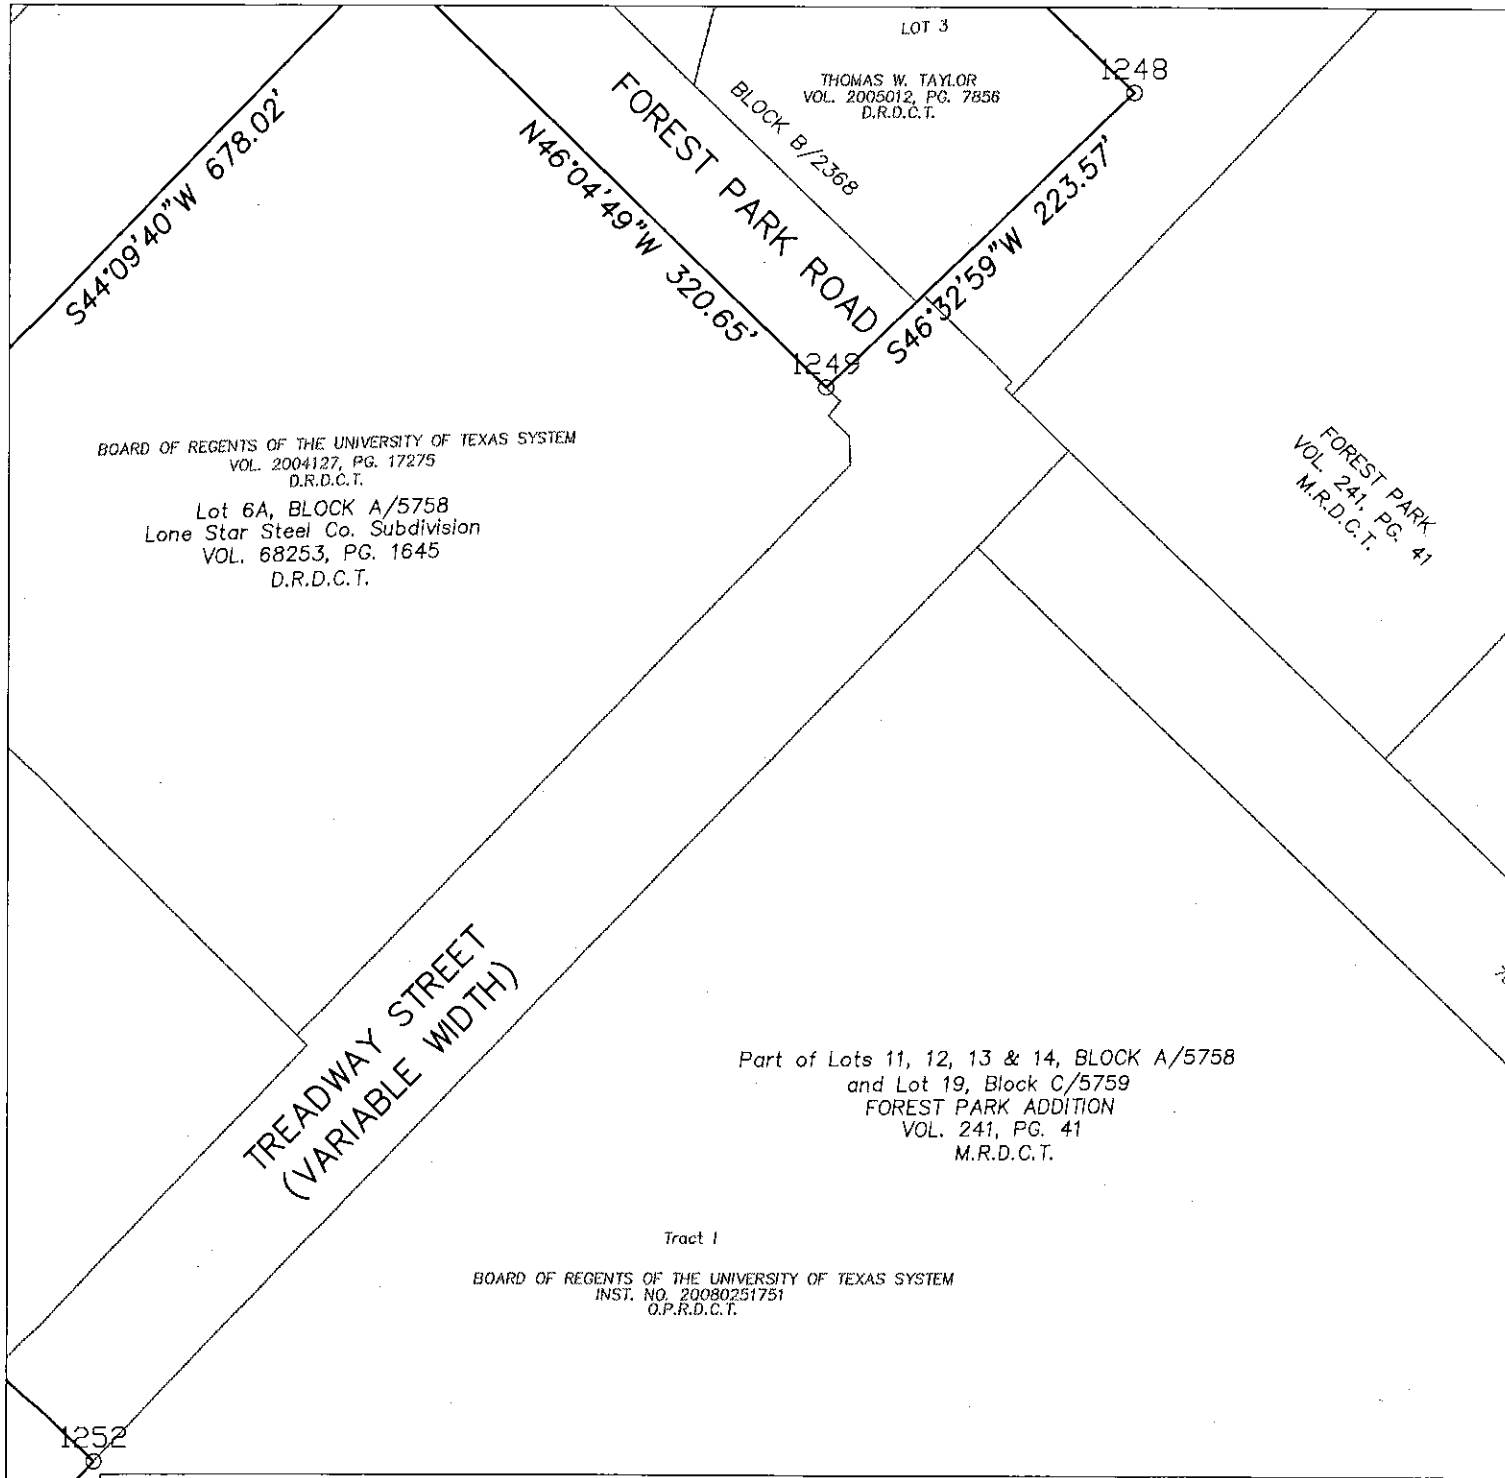 LOT 3
THOMAS W. TAYLOR
VOL. 2005012, PG. 7856
D.R.D.C.T.
1248
BLOCK B/2368
FOREST PARK ROAD
S44°09'40"W 678.02'
N46°04'49"W 320.65'
S46°32'59"W 223.57'
1249
BOARD OF REGENTS OF THE UNIVERSITY OF TEXAS SYSTEM
VOL. 2004127, PG. 17275
D.R.D.C.T.
Lot 6A, BLOCK A/5758
Lone Star Steel Co. Subdivision
VOL. 68253, PG. 1645
D.R.D.C.T.
FOREST PARK
VOL. 241, PG. 41
M.R.D.C.T.
TREADWAY STREET
(VARIABLE WIDTH)
Part of Lots 11, 12, 13 & 14, BLOCK A/5758
and Lot 19, Block C/5759
FOREST PARK ADDITION
VOL. 241, PG. 41
M.R.D.C.T.
Tract I
BOARD OF REGENTS OF THE UNIVERSITY OF TEXAS SYSTEM
INST. NO. 20080251751
O.P.R.D.C.T.
1252